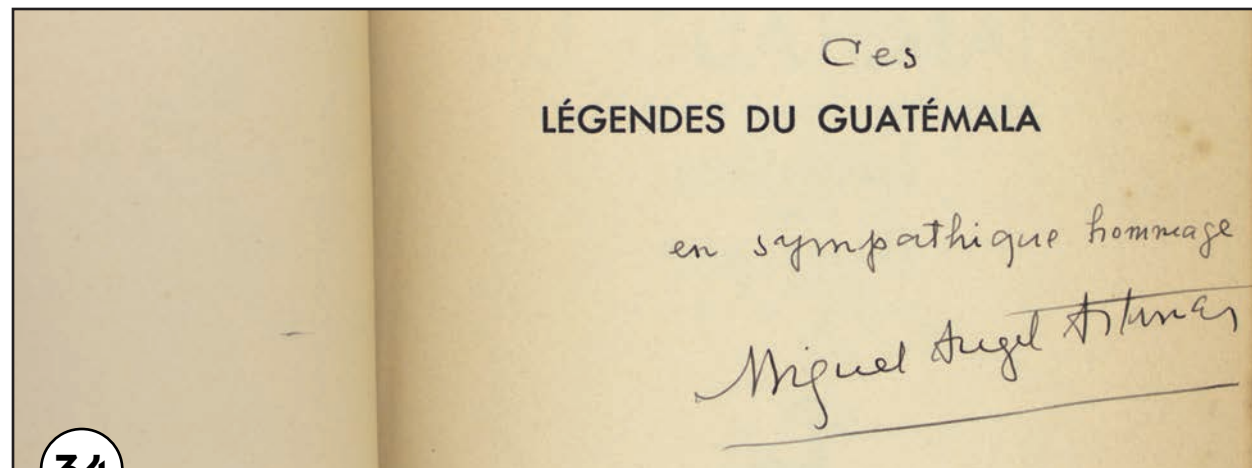 Ces
LÉGENDES DU GUATÉMALA
en sympathique hommage
Miguel Angel Asturias
34